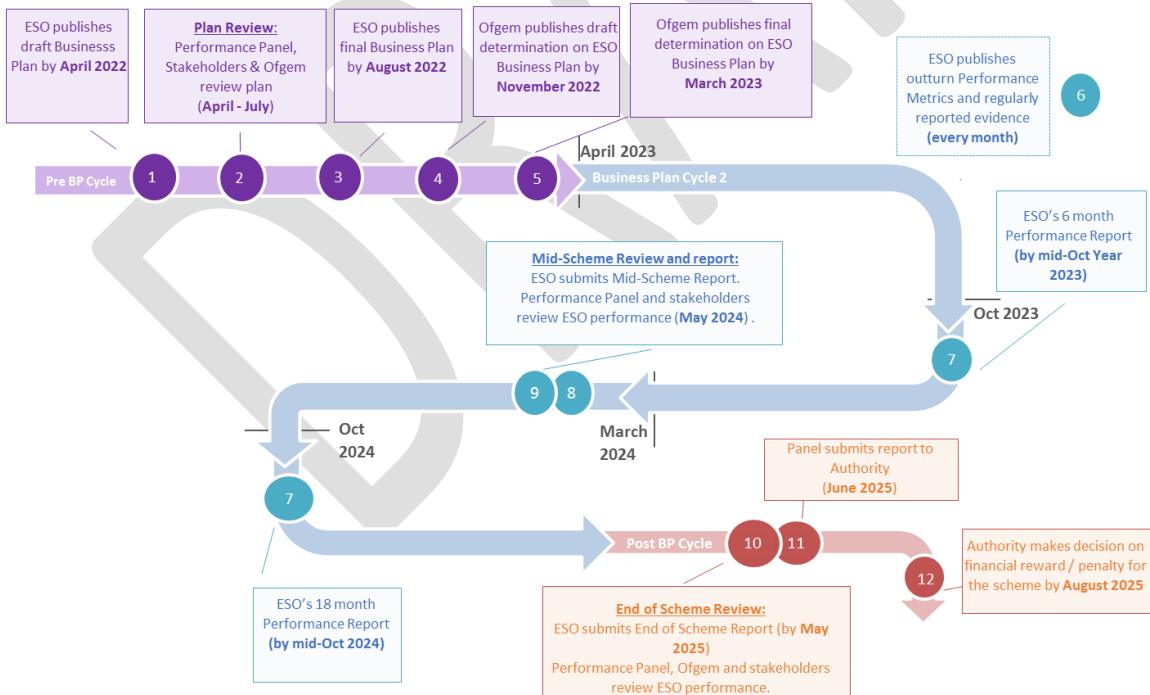 ESO publishes
draft Businesss
Plan by April 2022
Plan Review:
Performance Panel,
Stakeholders & Ofgem
review plan
(April - July)
ESO publishes
final Business Plan
by August 2022
Ofgem publishes draft
determination on ESO
Business Plan by
November 2022
Ofgem publishes final
determination on ESO
Business Plan by
March 2023
ESO publishes
outturn Performance
Metrics and regularly
reported evidence
(every month)
6
April 2023
Pre BP Cycle
1
2
3
4
5
Business Plan Cycle 2
ESO's 6 month
Performance Report
(by mid-Oct Year
2023)
Mid-Scheme Review and report:
ESO submits Mid-Scheme Report.
Performance Panel and stakeholders
review ESO performance (May 2024) .
Oct 2023
7
9
8
March
2024
Oct
2024
7
Panel submits report to
Authority
(June 2025)
Post BP Cycle
10
11
12
Authority makes decision on
financial reward / penalty for
the scheme by August 2025
ESO's 18 month
Performance Report
(by mid-Oct 2024)
End of Scheme Review:
ESO submits End of Scheme Report (by May
2025)
Performance Panel, Ofgem and stakeholders
review ESO performance.